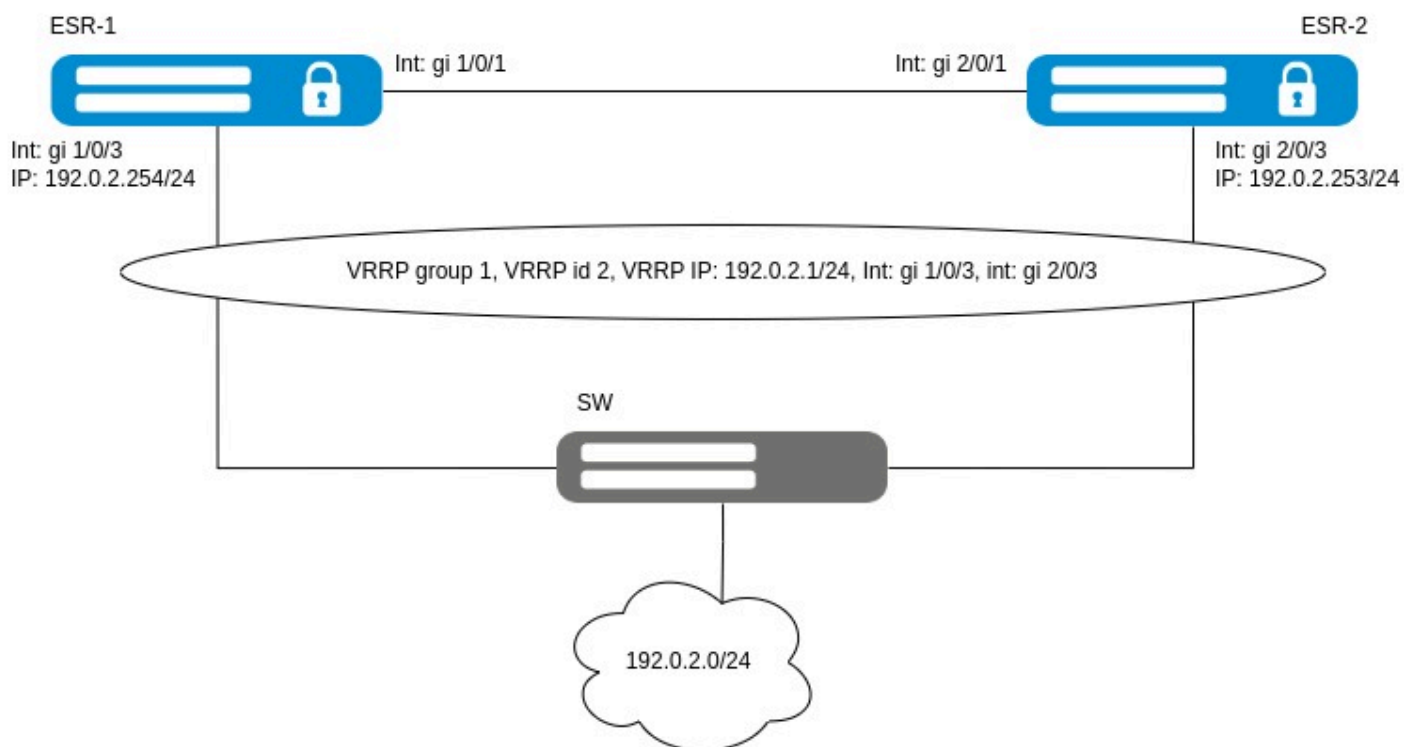 ESR-1
ESR-2
Int: gi 1/0/1
Int: gi 2/0/1
Int: gi 1/0/3
IP: 192.0.2.254/24
Int: gi 2/0/3
IP: 192.0.2.253/24
VRRP group 1, VRRP id 2, VRRP IP: 192.0.2.1/24, Int: gi 1/0/3, int: gi 2/0/3
SW
192.0.2.0/24